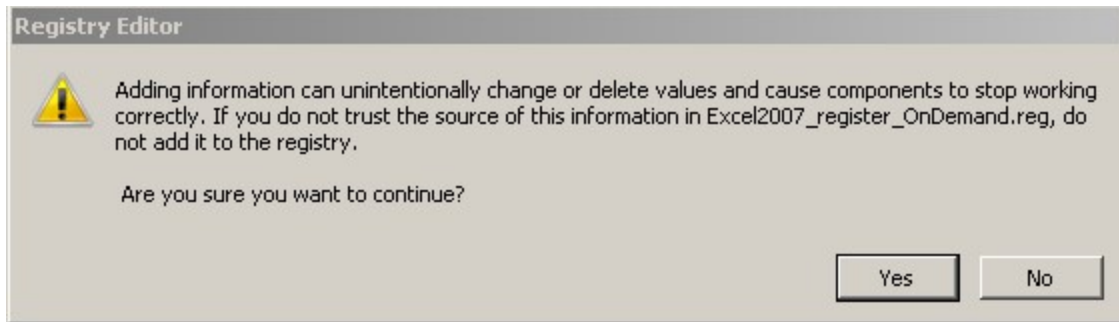 Registry Editor
Adding information can unintentionally change or delete values and cause components to stop working
correctly. If you do not trust the source of this information in Excel2007_register_OnDemand.reg, do
not add it to the registry.
Are you sure you want to continue?
Yes No